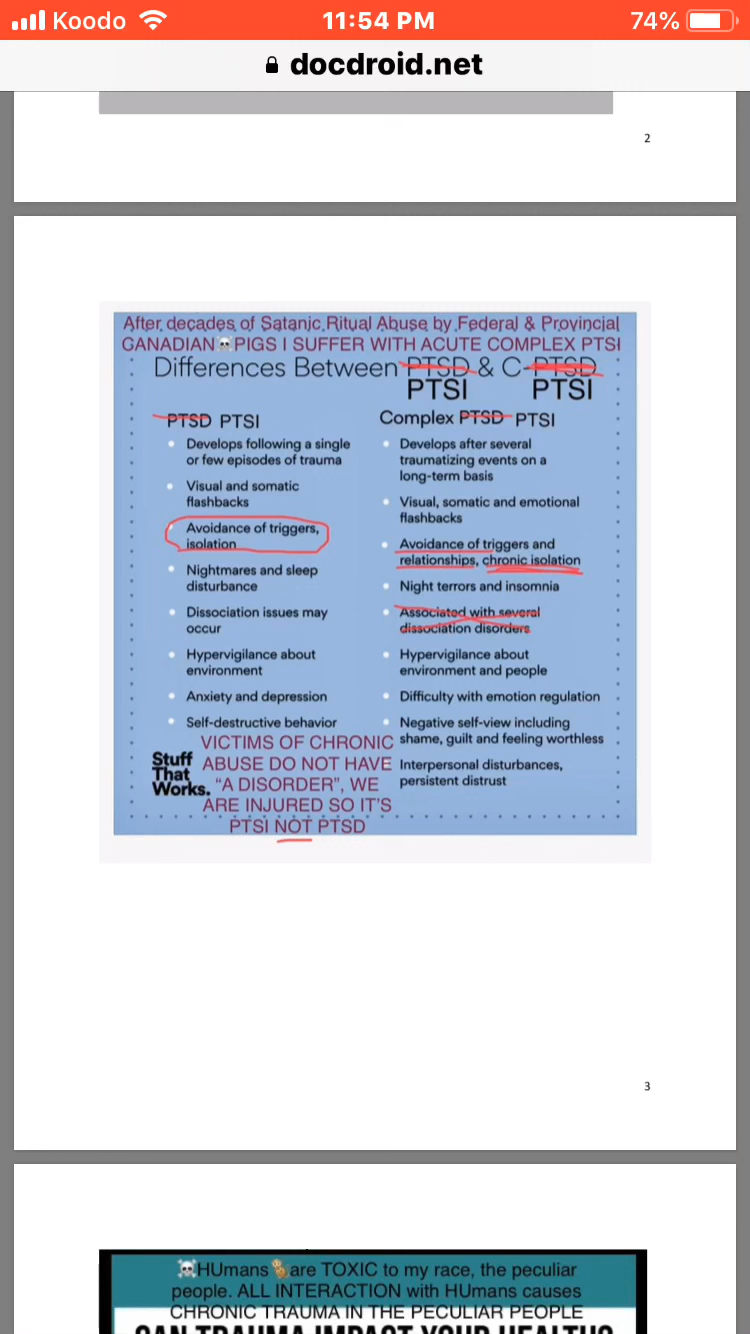 Koodo 11:54 PM 74%
docdroid.net
2
After decades of Satanic Ritual Abuse by Federal & Provincial
CANADIAN☠️PIGS I SUFFER WITH ACUTE COMPLEX PTSI
Differences Between PTSD & C-PTSD
PTSI PTSI
PTSD PTSI
Develops following a single
or few episodes of trauma
Visual and somatic
flashbacks
Avoidance of triggers,
isolation
Nightmares and sleep
disturbance
Dissociation issues may
occur
Hypervigilance about
environment
Anxiety and depression
Self-destructive behavior
Complex PTSD PTSI
Develops after several
traumatizing events on a
long-term basis
Visual, somatic and emotional
flashbacks
Avoidance of triggers and
relationships, chronic isolation
Night terrors and insomnia
Associated with several
dissociation disorders
Hypervigilance about
environment and people
Difficulty with emotion regulation
Negative self-view including
shame, guilt and feeling worthless
Interpersonal disturbances,
persistent distrust
Stuff
That
Works.
VICTIMS OF CHRONIC
ABUSE DO NOT HAVE
“A DISORDER”, WE
ARE INJURED SO IT’S
PTSI NOT PTSD
3
☠️HUmans are TOXIC to my race, the peculiar
people. ALL INTERACTION with HUmans causes
CHRONIC TRAUMA IN THE PECULIAR PEOPLE
CAN TRAUMA IMPACT YOUR HEALTH?